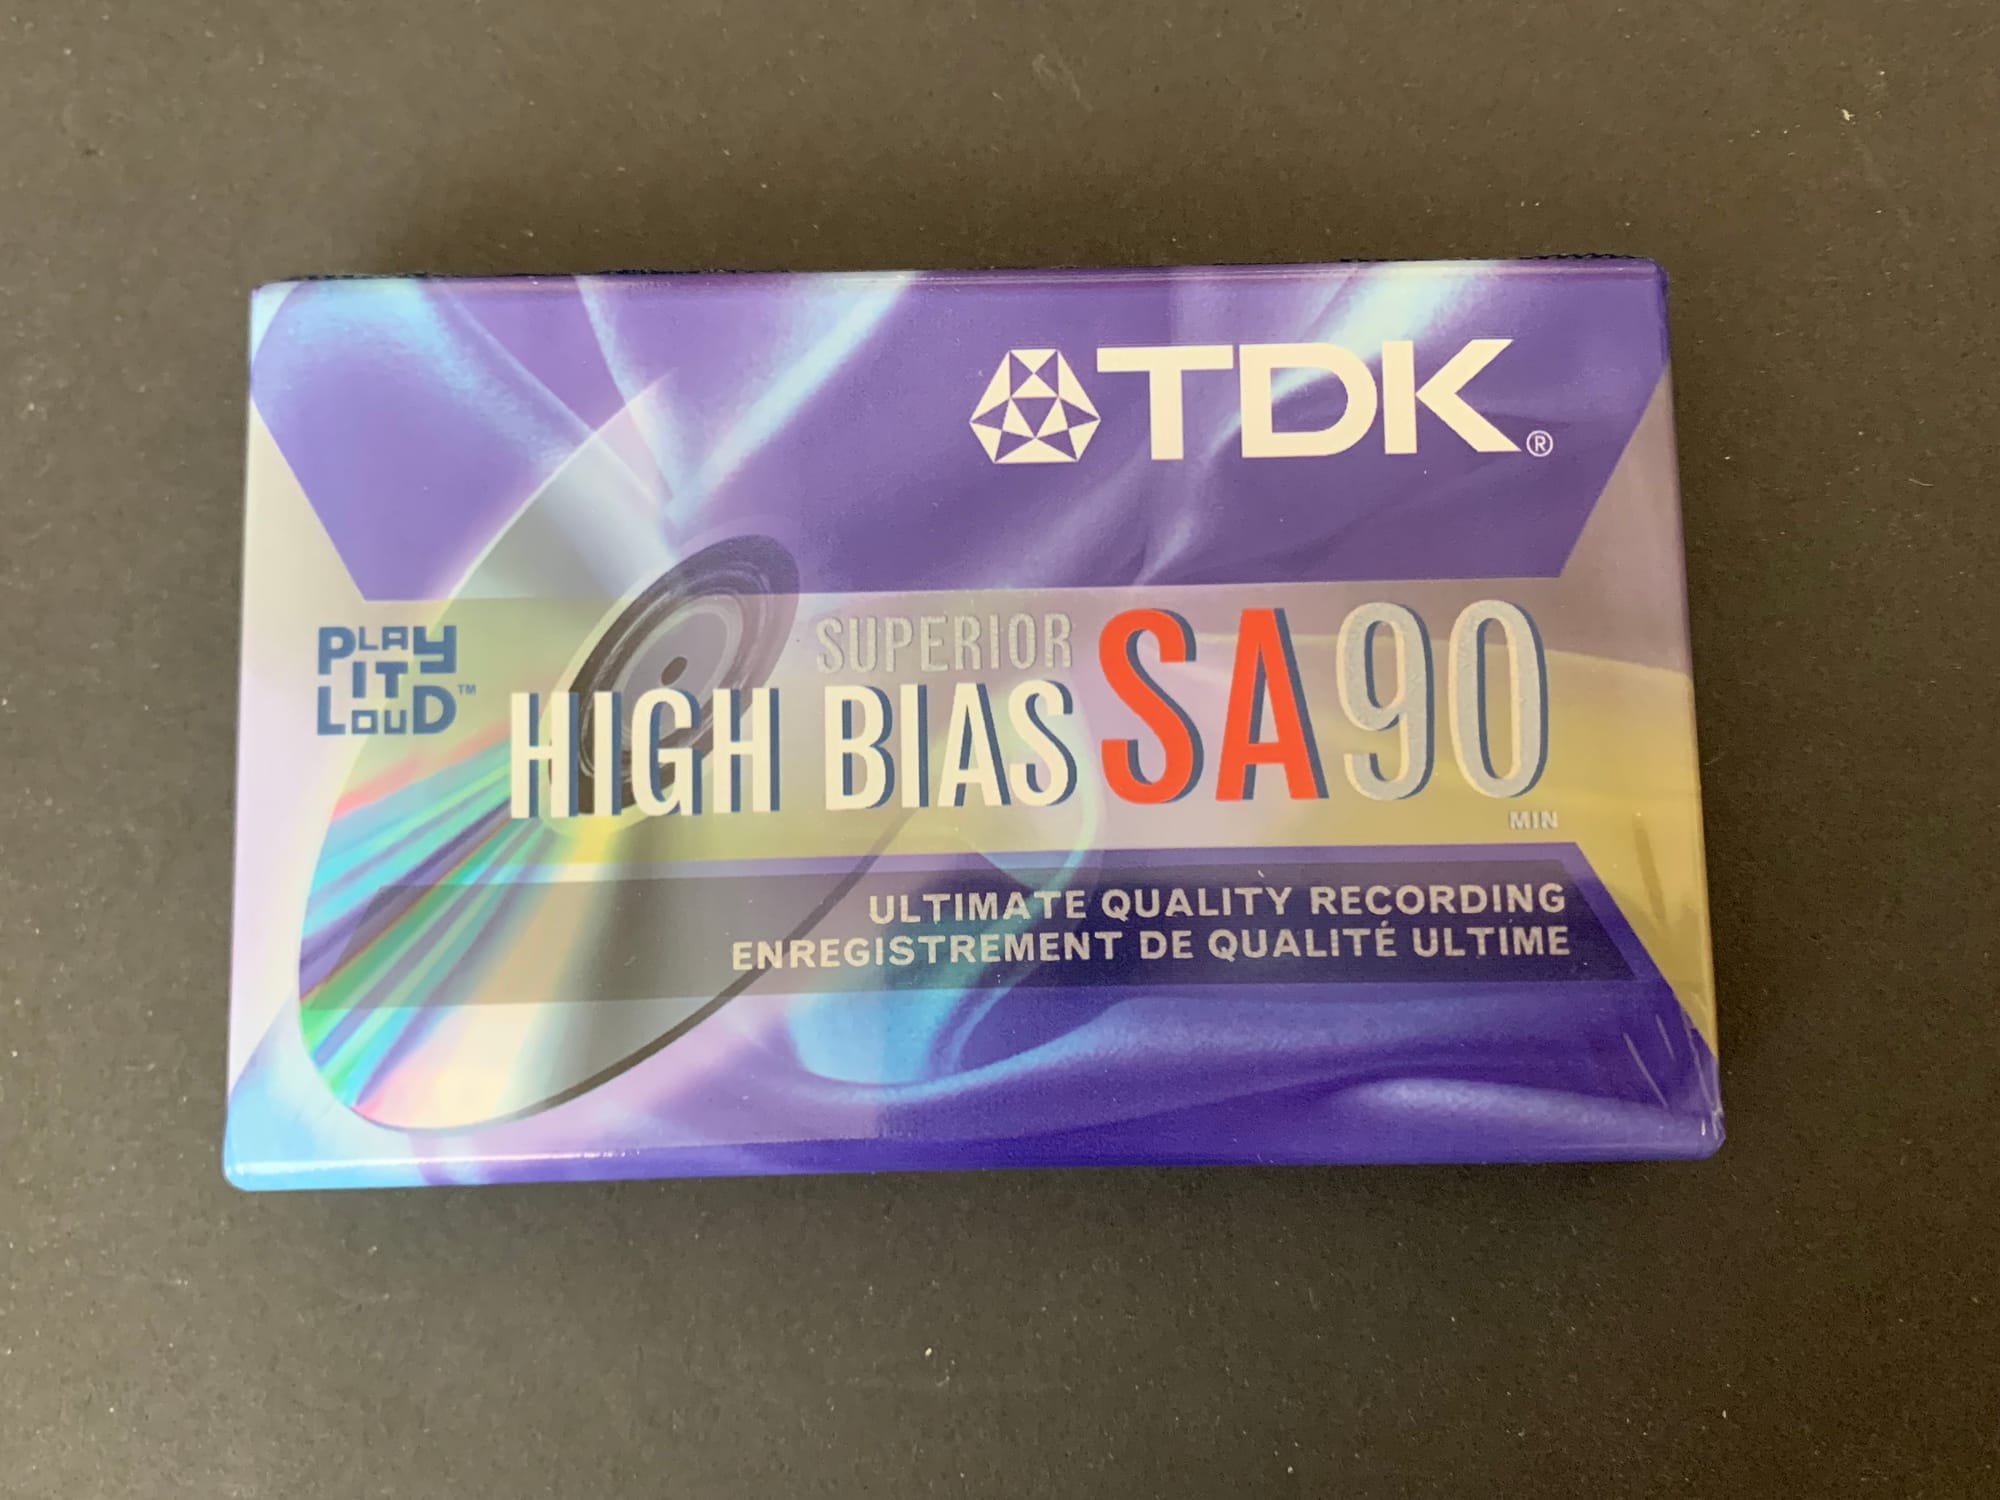 TDK®
PLAY
IT
LOUD™
SUPERIOR
HIGH BIAS SA90
MIN
ULTIMATE QUALITY RECORDING
ENREGISTREMENT DE QUALITÉ ULTIME